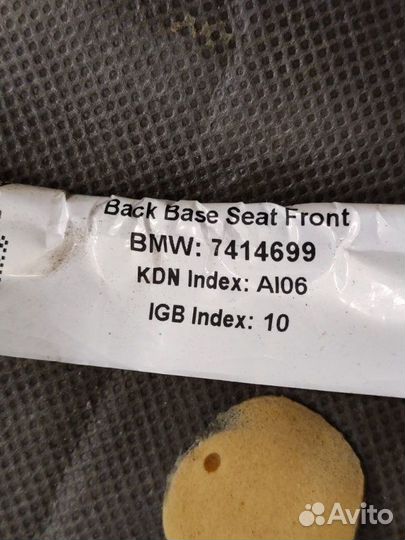 Back Base Seat Front
BMW: 7414699
KDN Index: AI06
IGB Index: 10
Avito